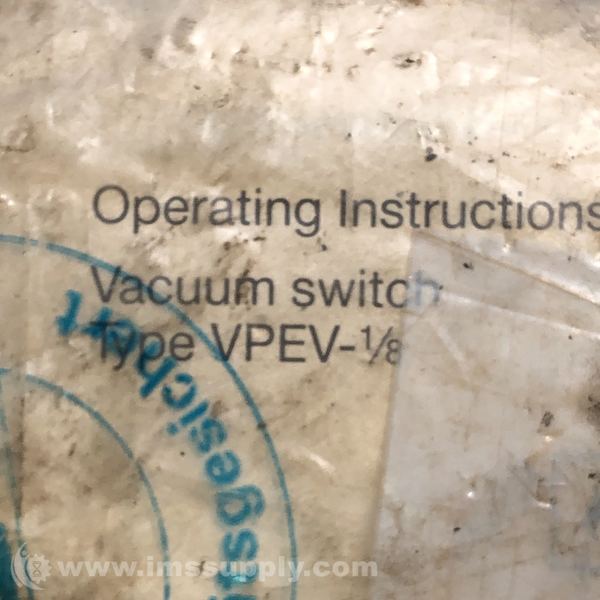 Operating Instructions
Vacuum switch
Type VPEV-⅛
www.imssupply.com